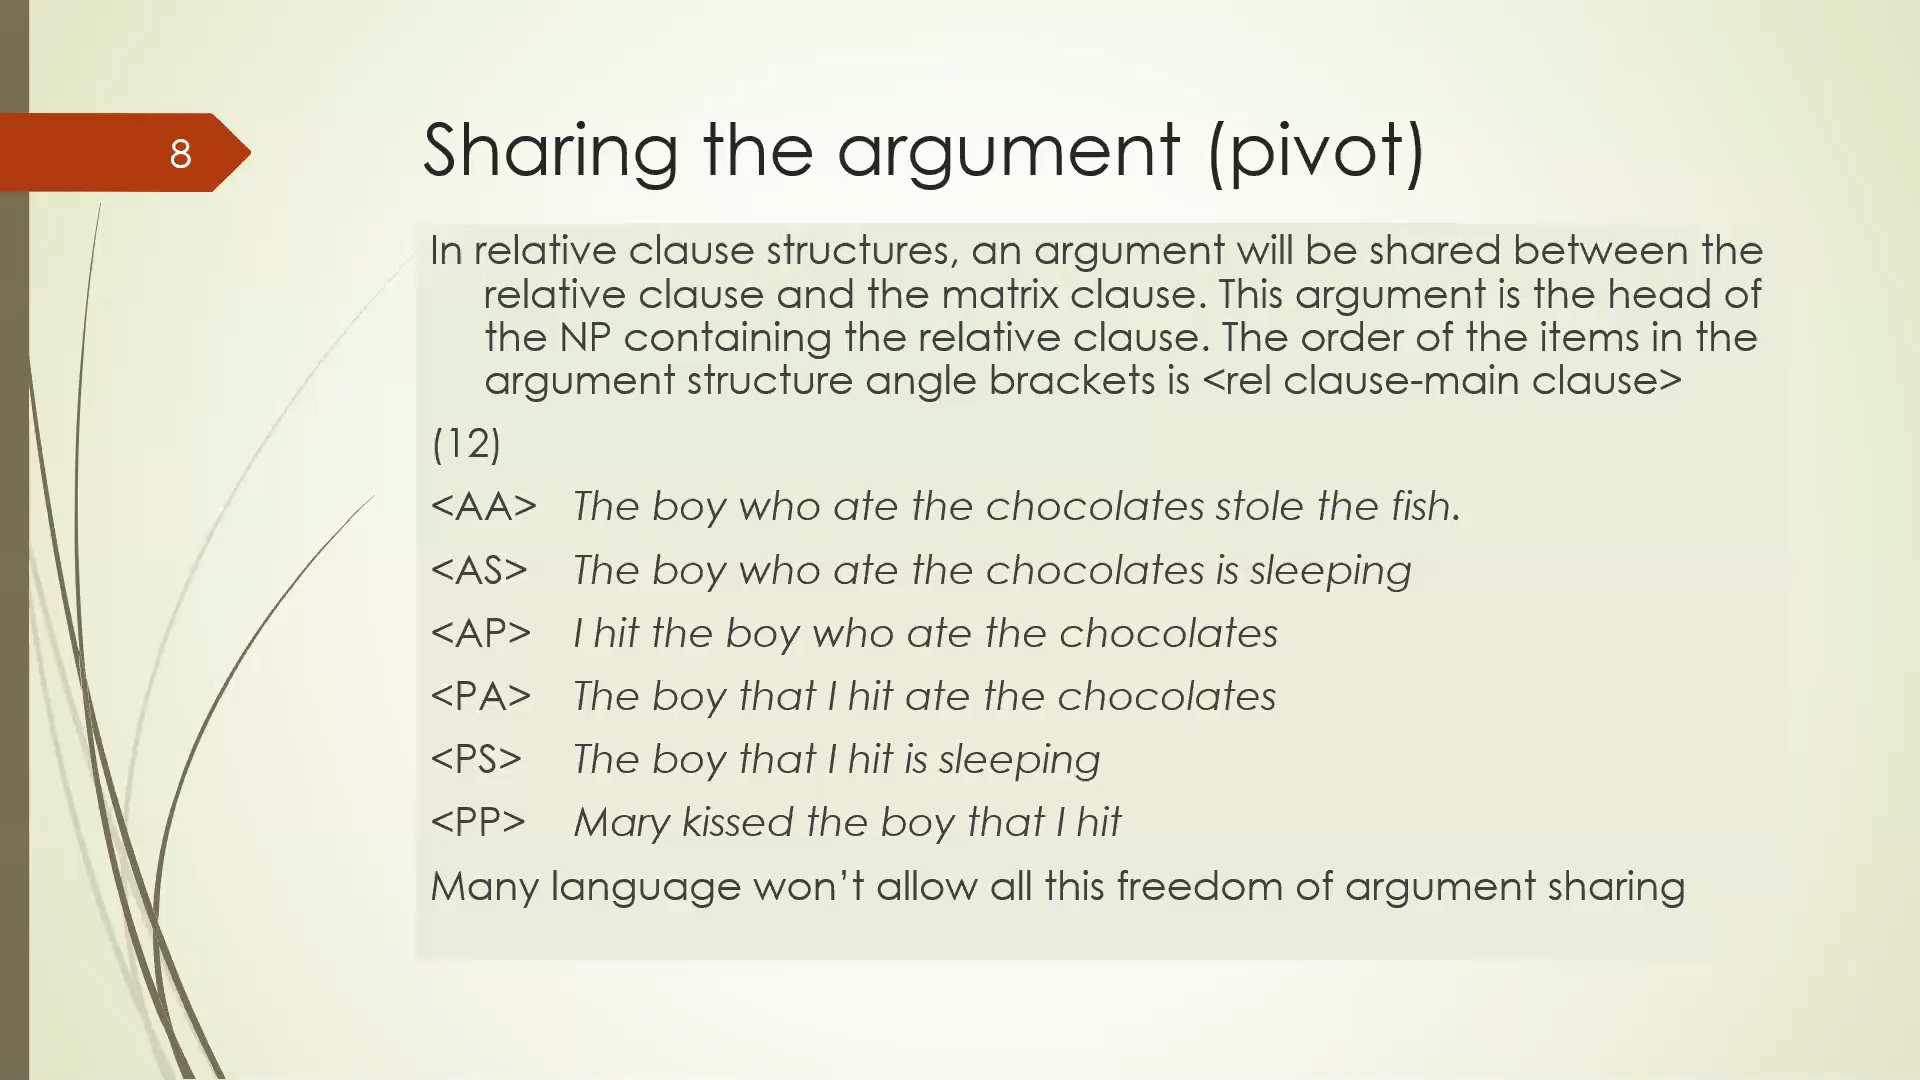 8
Sharing the argument (pivot)
In relative clause structures, an argument will be shared between the
relative clause and the matrix clause. This argument is the head of
the NP containing the relative clause. The order of the items in the
argument structure angle brackets is <rel clause-main clause>
(12)
<AA> The boy who ate the chocolates stole the fish.
<AS> The boy who ate the chocolates is sleeping
<AP> I hit the boy who ate the chocolates
<PA> The boy that I hit ate the chocolates
<PS> The boy that I hit is sleeping
<PP> Mary kissed the boy that I hit
Many language won't allow all this freedom of argument sharing